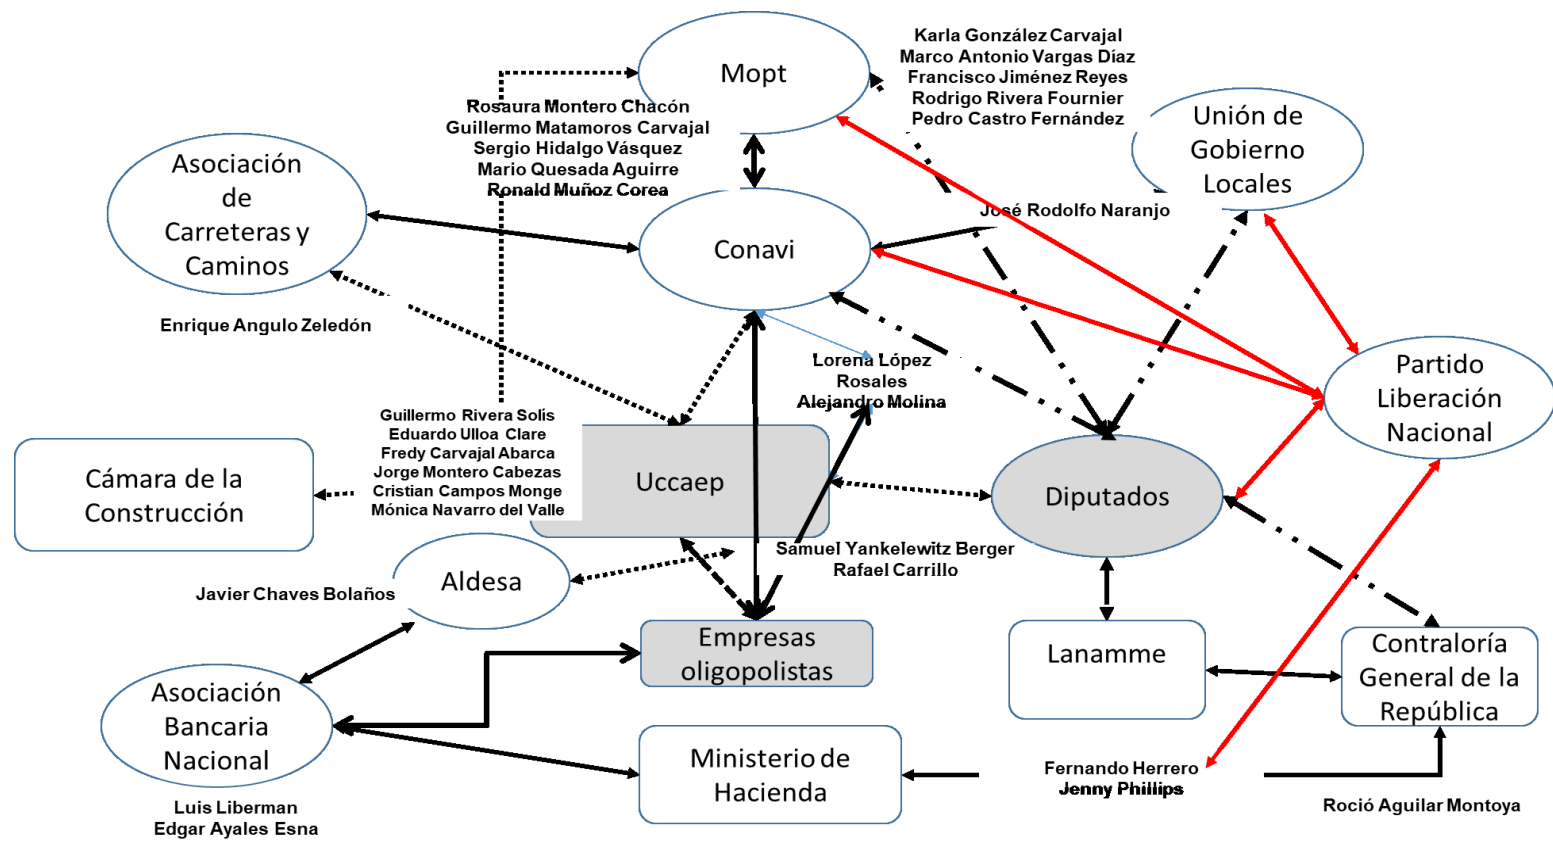 Karla González Carvajal
Marco Antonio Vargas Díaz
Francisco Jiménez Reyes
Rodrigo Rivera Fournier
Pedro Castro Fernández
Mopt
Rosaura Montero Chacón
Guillermo Matamoros Carvajal
Sergio Hidalgo Vásquez
Mario Quesada Aguirre
Ronald Muñoz Corea
Unión de
Gobierno
Locales
Asociación
de
Carreteras y
Caminos
José Rodolfo Naranjo
Conavi
Enrique Angulo Zeledón
Lorena López
Rosales
Alejandro Molina
Partido
Liberación
Nacional
Guillermo Rivera Solís
Eduardo Ulloa Clare
Fredy Carvajal Abarca
Jorge Montero Cabezas
Cristian Campos Monge
Mónica Navarro del Valle
Cámara de la
Construcción
Uccaep
Diputados
Samuel Yankelewitz Berger
Rafael Carrillo
Javier Chaves Bolaños
Aldesa
Empresas
oligopolistas
Lanamme
Contraloría
General de la
República
Asociación
Bancaria
Nacional
Ministerio de
Hacienda
Fernando Herrero
Jenny Phillips
Luis Liberman
Edgar Ayales Esna
Roció Aguilar Montoya